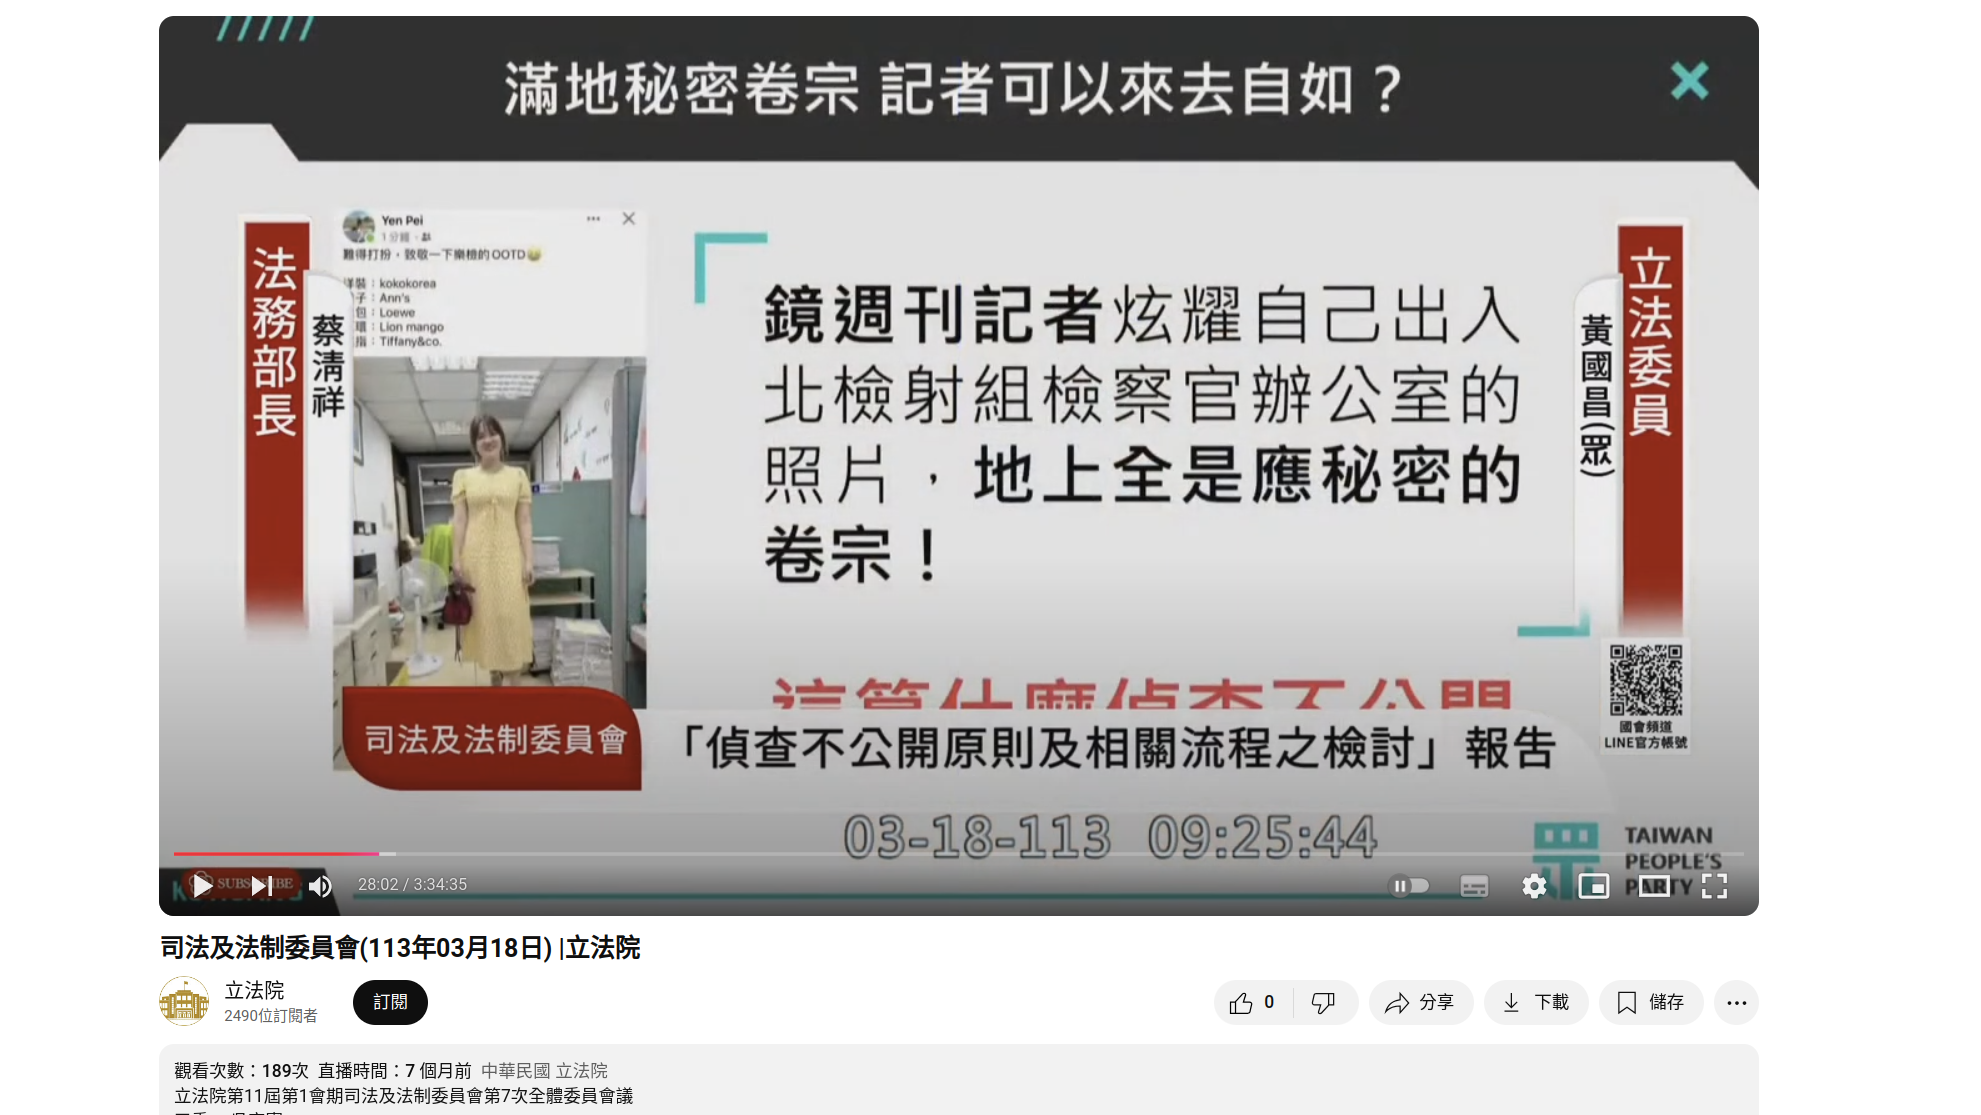 滿地秘密卷宗 記者可以來去自如？
法務部長
蔡清祥
Yen Pei
1分鐘
難得打扮，致敬一下樂檀的OOTD
洋裝：kokokorea
子：Ann's
包：Loewe
環：Lion mango
指：Tiffany&co.
鏡週刊記者炫耀自己出入
北檢射組檢察官辦公室的
照片，地上全是應秘密的
卷宗！
這算什麼偵查不公開
立法委員
黃國昌(眾)
國會頻道
LINE官方帳號
司法及法制委員會
「偵查不公開原則及相關流程之檢討」報告
03-18-113 09:25:44
TAIWAN
PEOPLE'S
PARTY
SUBSCRIBE
28:02 / 3:34:35
司法及法制委員會(113年03月18日) |立法院
立法院
2490位訂閱者
訂閱
0
分享
下載
儲存
觀看次數：189次 直播時間：7 個月前 中華民國 立法院
立法院第11屆第1會期司法及法制委員會第7次全體委員會議